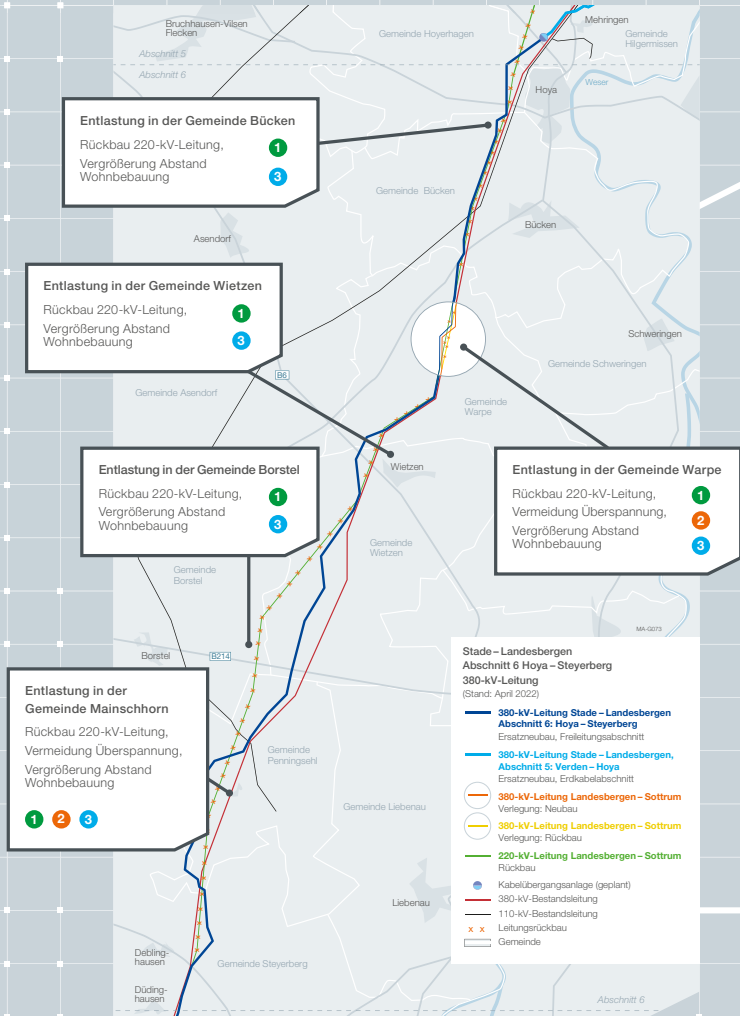 Bruchhausen-Vilsen
Flecken
Gemeinde Hoyerhagen
Mehringen
Gemeinde
Hilgermissen
Abschnitt 5
Abschnitt 6
Weser
Hoya
Entlastung in der Gemeinde Bücken
Rückbau 220-kV-Leitung,
1
Vergrößerung Abstand
Wohnbebauung
3
Gemeinde Bücken
Bücken
Asendorf
Entlastung in der Gemeinde Wietzen
Rückbau 220-kV-Leitung,
1
Vergrößerung Abstand
Wohnbebauung
3
Schweringen
Gemeinde Schweringen
B6
Gemeinde Asendorf
Gemeinde
Warpe
Entlastung in der Gemeinde Borstel
Rückbau 220-kV-Leitung,
1
Vergrößerung Abstand
Wohnbebauung
3
Wietzen
Entlastung in der Gemeinde Warpe
Rückbau 220-kV-Leitung,
1
Vermeidung Überspannung,
2
Vergrößerung Abstand
Wohnbebauung
3
Gemeinde
Wietzen
Gemeinde
Borstel
MA-G073
Borstel
B214
Entlastung in der
Gemeinde Mainschhorn
Rückbau 220-kV-Leitung,
Vermeidung Überspannung,
Vergrößerung Abstand
Wohnbebauung
1 2 3
Gemeinde
Penningsehl
Gemeinde Liebenau
Liebenau
Stade – Landesbergen
Abschnitt 6 Hoya – Steyerberg
380-kV-Leitung
(Stand: April 2022)
380-kV-Leitung Stade – Landesbergen
Abschnitt 6: Hoya – Steyerberg
Ersatzneubau, Freileitungsabschnitt
380-kV-Leitung Stade – Landesbergen,
Abschnitt 5: Verden – Hoya
Ersatzneubau, Erdkabelabschnitt
380-kV-Leitung Landesbergen – Sottrum
Verlegung: Neubau
380-kV-Leitung Landesbergen – Sottrum
Verlegung: Rückbau
220-kV-Leitung Landesbergen – Sottrum
Rückbau
Kabelübergangsanlage (geplant)
380-kV-Bestandsleitung
110-kV-Bestandsleitung
x x Leitungsrückbau
Gemeinde
Debling-
hausen
Gemeinde Steyerberg
Düding-
hausen
Abschnitt 6